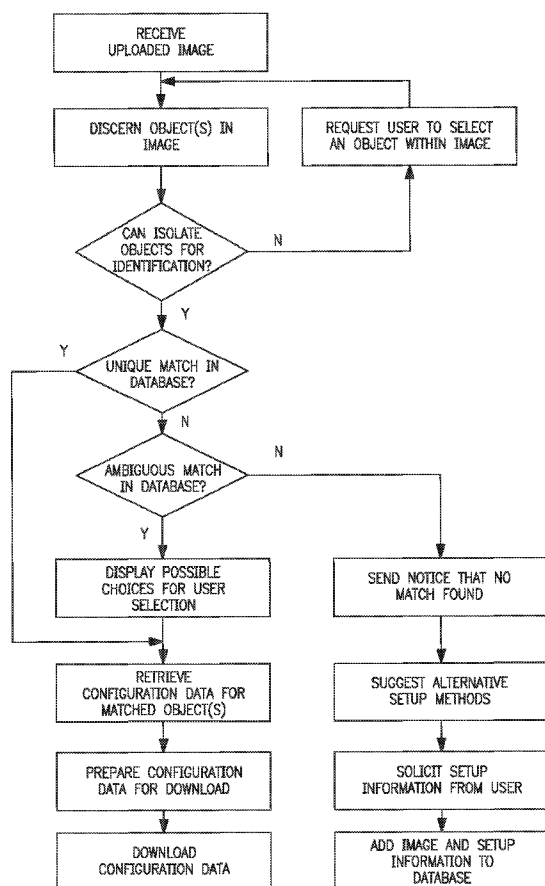 RECEIVE
UPLOADED IMAGE
DISCERN OBJECT(S) IN
IMAGE
REQUEST USER TO SELECT
AN OBJECT WITHIN IMAGE
CAN ISOLATE
OBJECTS FOR
IDENTIFICATION?
N
Y
Y
UNIQUE MATCH IN
DATABASE?
N
AMBIGUOUS MATCH
IN DATABASE?
N
Y
DISPLAY POSSIBLE
CHOICES FOR USER
SELECTION
SEND NOTICE THAT NO
MATCH FOUND
RETRIEVE
CONFIGURATION DATA FOR
MATCHED OBJECT(S)
SUGGEST ALTERNATIVE
SETUP METHODS
PREPARE CONFIGURATION
DATA FOR DOWNLOAD
SOLICIT SETUP
INFORMATION FROM USER
DOWNLOAD
CONFIGURATION DATA
ADD IMAGE AND SETUP
INFORMATION TO
DATABASE